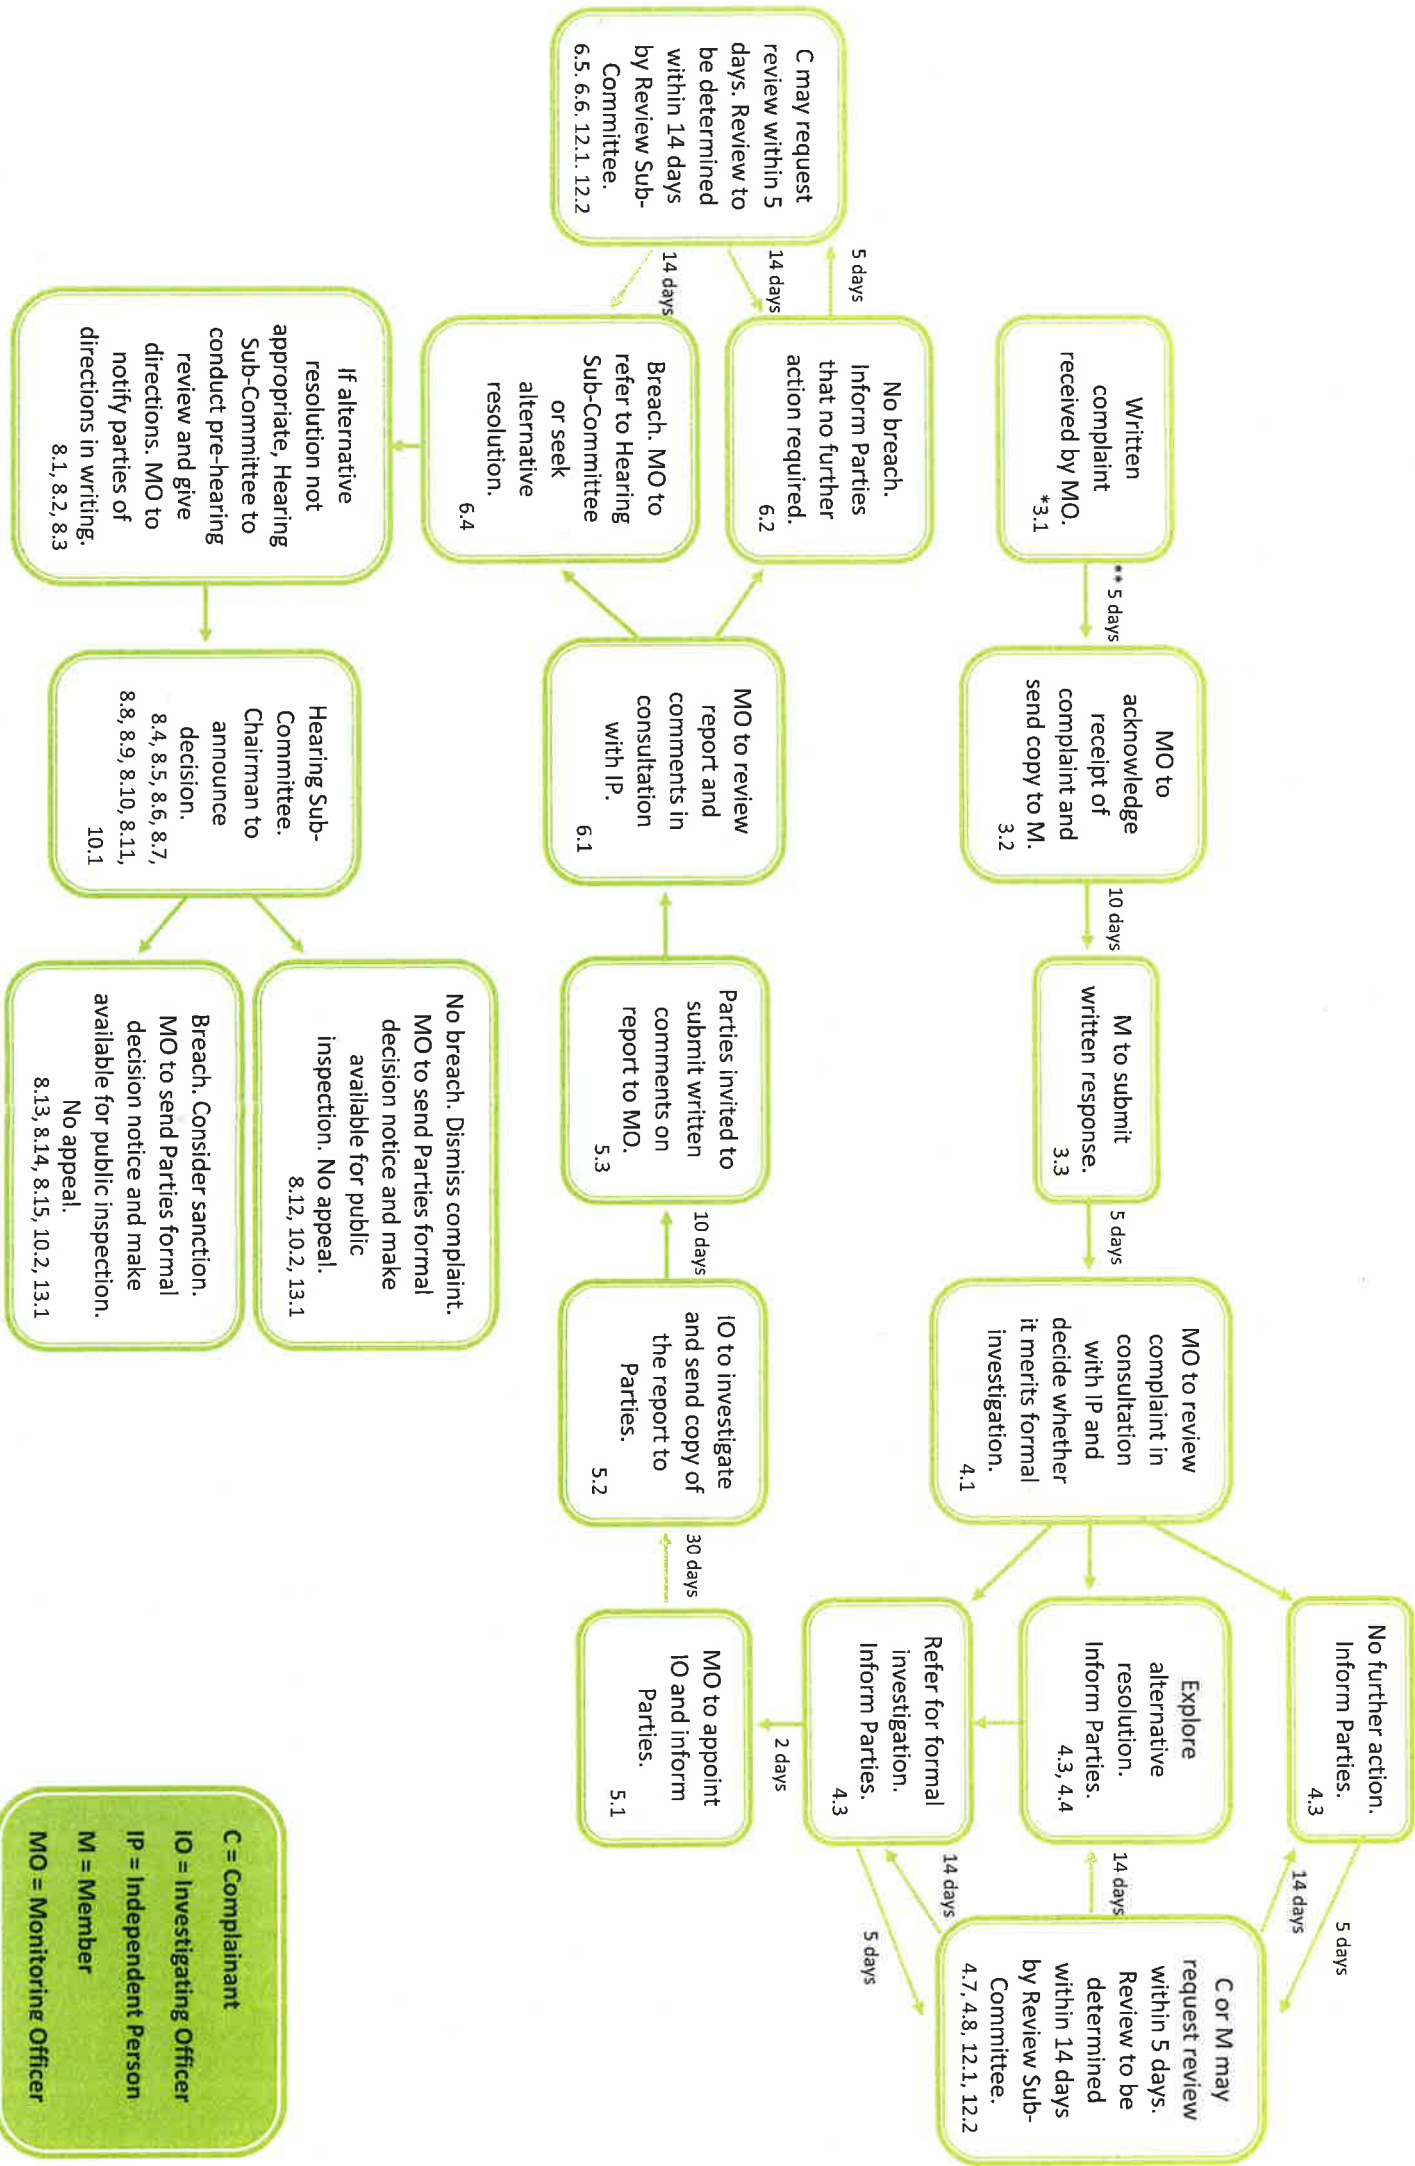 Written
complaint
received by MO.
*3.1
** 5 days
MO to
acknowledge
receipt of
complaint and
send copy to M.
3.2
10 days
M to submit
written response.
3.3
5 days
MO to review
complaint in
consultation
with IP and
decide whether
it merits formal
investigation.
4.1
No further action.
Inform Parties.
4.3
5 days
14 days
Explore
alternative
resolution.
Inform Parties.
4.3, 4.4
14 days
Refer for formal
investigation.
Inform Parties.
4.3
14 days
5 days
C or M may
request review
within 5 days.
Review to be
determined
within 14 days
by Review Sub-
Committee.
4.7, 4.8, 12.1, 12.2
2 days
MO to appoint
IO and inform
Parties.
5.1
30 days
IO to investigate
and send copy of
the report to
Parties.
5.2
10 days
Parties invited to
submit written
comments on
report to MO.
5.3
MO to review
report and
comments in
consultation
with IP.
6.1
No breach.
Inform Parties
that no further
action required.
6.2
5 days
14 days
14 days
C may request
review within 5
days. Review to
be determined
within 14 days
by Review Sub-
Committee.
6.5. 6.6. 12.1. 12.2
Breach. MO to
refer to Hearing
Sub-Committee
or seek
alternative
resolution.
6.4
If alternative
resolution not
appropriate, Hearing
Sub-Committee to
conduct pre-hearing
review and give
directions. MO to
notify parties of
directions in writing.
8.1, 8.2, 8.3
Hearing Sub-
Committee.
Chairman to
announce
decision.
8.4, 8.5, 8.6, 8.7,
8.8, 8.9, 8.10, 8.11,
10.1
No breach. Dismiss complaint.
MO to send Parties formal
decision notice and make
available for public
inspection. No appeal.
8.12, 10.2, 13.1
Breach. Consider sanction.
MO to send Parties formal
decision notice and make
available for public inspection.
No appeal.
8.13, 8.14, 8.15, 10.2, 13.1
C = Complainant
IO = Investigating Officer
IP = Independent Person
M = Member
MO = Monitoring Officer